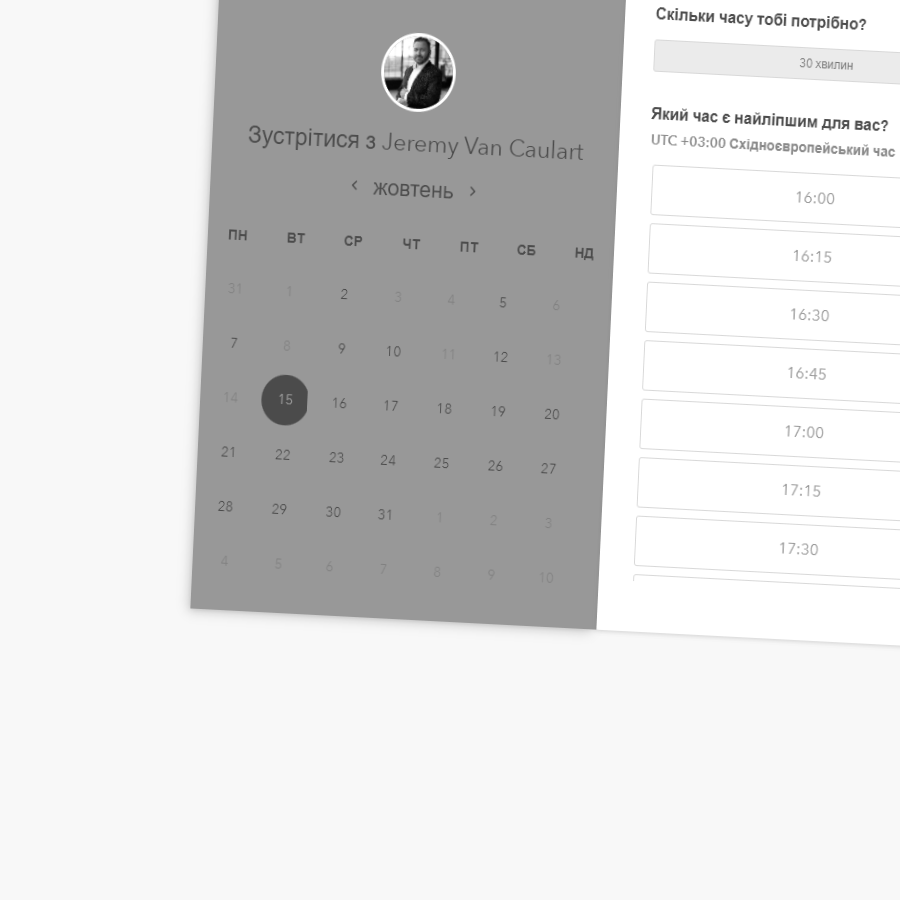 Зустрітися з Jeremy Van Caulart
‹ жовтень ›
ПН ВТ СР ЧТ ПТ СБ НД
31 1 2 3 4 5 6
7 8 9 10 11 12 13
14 15 16 17 18 19 20
21 22 23 24 25 26 27
28 29 30 31 1 2 3
4 5 6 7 8 9 10
Скільки часу тобі потрібно?
30 хвилин
Який час є найліпшим для вас?
UTC +03:00 Східноєвропейський час
16:00
16:15
16:30
16:45
17:00
17:15
17:30